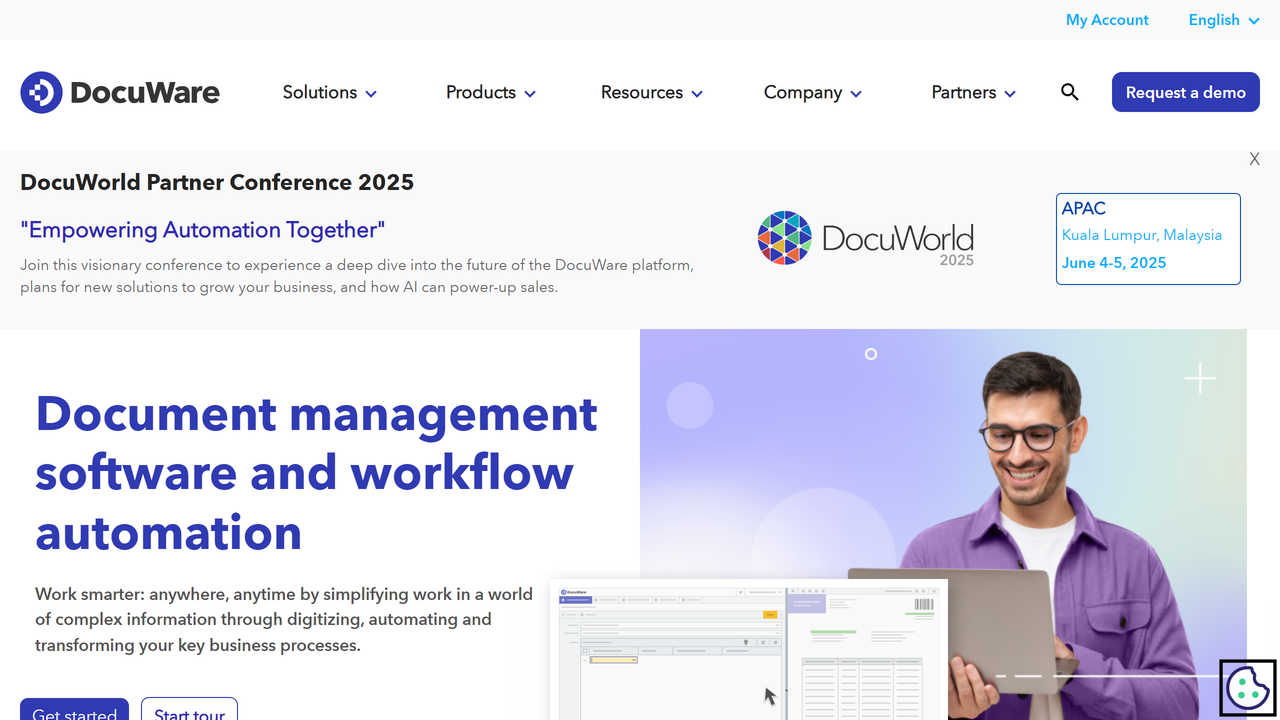 My Account
English
DocuWare
Solutions
Products
Resources
Company
Partners
Request a demo
X
DocuWorld Partner Conference 2025
"Empowering Automation Together"
Join this visionary conference to experience a deep dive into the future of the DocuWare platform,
plans for new solutions to grow your business, and how AI can power-up sales.
DocuWorld
2025
APAC
Kuala Lumpur, Malaysia
June 4-5, 2025
Document management
software and workflow
automation
Work smarter: anywhere, anytime by simplifying work in a world
of complex information through digitizing, automating and
transforming your key business processes.
Get started
Start tour
DocuWare